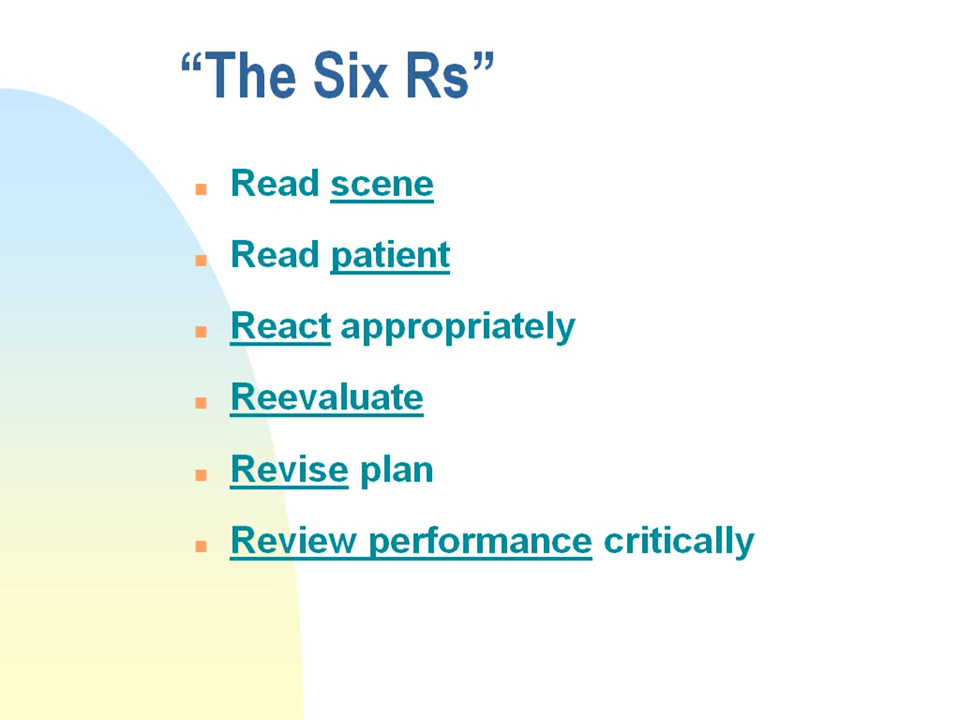 “The Six Rs”
Read scene
Read patient
React appropriately
Reevaluate
Revise plan
Review performance critically